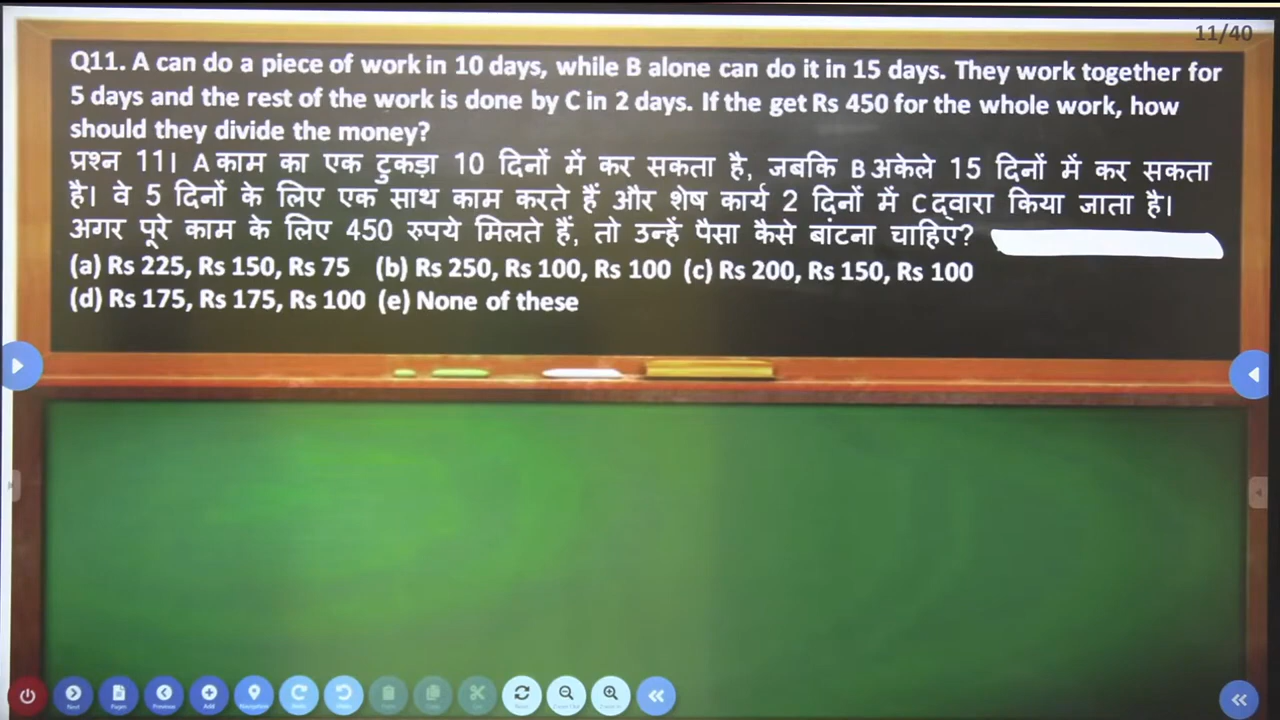 11/40
Q11. A can do a piece of work in 10 days, while B alone can do it in 15 days. They work together for
5 days and the rest of the work is done by C in 2 days. If the get Rs 450 for the whole work, how
should they divide the money?
प्रश्न 11। A काम का एक टुकड़ा 10 दिनों में कर सकता है, जबकि B अकेले 15 दिनों में कर सकता
है। वे 5 दिनों के लिए एक साथ काम करते हैं और शेष कार्य 2 दिनों में C द्वारा किया जाता है।
अगर पूरे काम के लिए 450 रुपये मिलते हैं, तो उन्हें पैसा कैसे बांटना चाहिए?
(a) Rs 225, Rs 150, Rs 75 (b) Rs 250, Rs 100, Rs 100 (c) Rs 200, Rs 150, Rs 100
(d) Rs 175, Rs 175, Rs 100 (e) None of these
Next Pages Previous Add Navigation